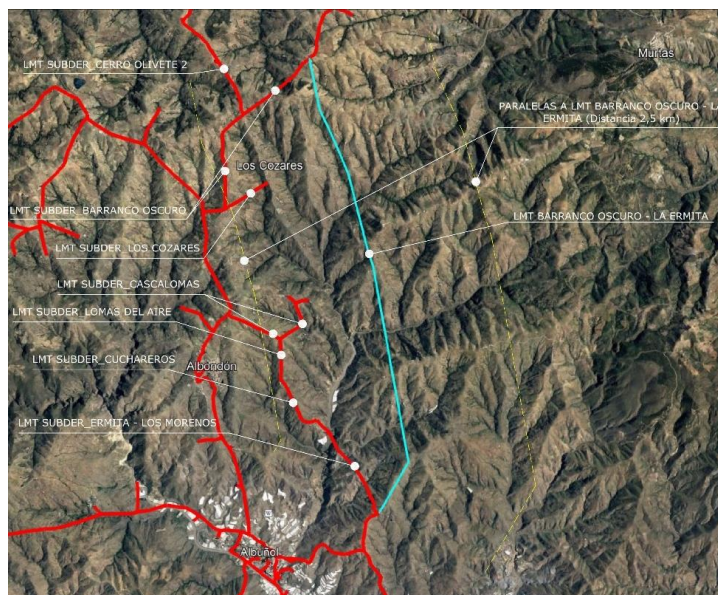 Murtas
LMT SUBDER_CERRO OLIVETE 2
PARALELAS A LMT BARRANCO OSCURO - LA
ERMITA (Distancia 2,5 km)
Los Cozares
LMT SUBDER_BARRANCO OSCURO
LMT BARRANCO OSCURO - LA ERMITA
LMT SUBDER_LOS COZARES
LMT SUBDER_CASCALOMAS
LMT SUBDER_LOMAS DEL AIRE
LMT SUBDER_CUCHAREROS
Albondón
LMT SUBDER_ERMITA - LOS MORENOS
Albuñol